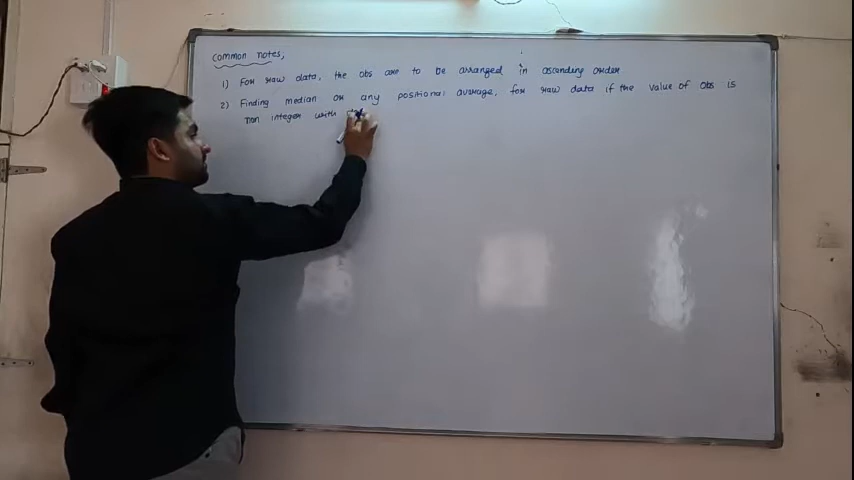 Common notes,
1) For raw data, the obs are to be arranged in ascending order
2) Finding median or any positional average, for raw data if the value of obs is
non integer with